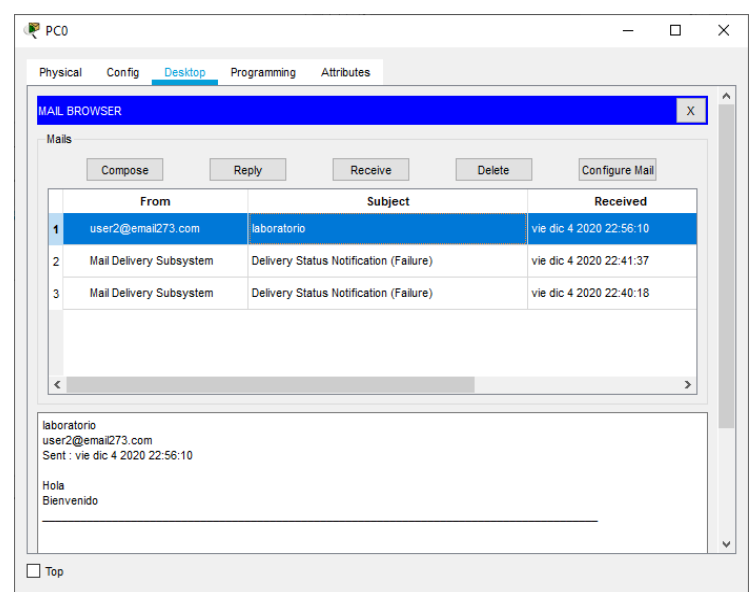 PC0
Physical Config Desktop Programming Attributes
MAIL BROWSER X
Mails
Compose Reply Receive Delete Configure Mail
From Subject Received
1 user2@email273.com laboratorio vie dic 4 2020 22:56:10
2 Mail Delivery Subsystem Delivery Status Notification (Failure) vie dic 4 2020 22:41:37
3 Mail Delivery Subsystem Delivery Status Notification (Failure) vie dic 4 2020 22:40:18
laboratorio
user2@email273.com
Sent : vie dic 4 2020 22:56:10
Hola
Bienvenido
Top